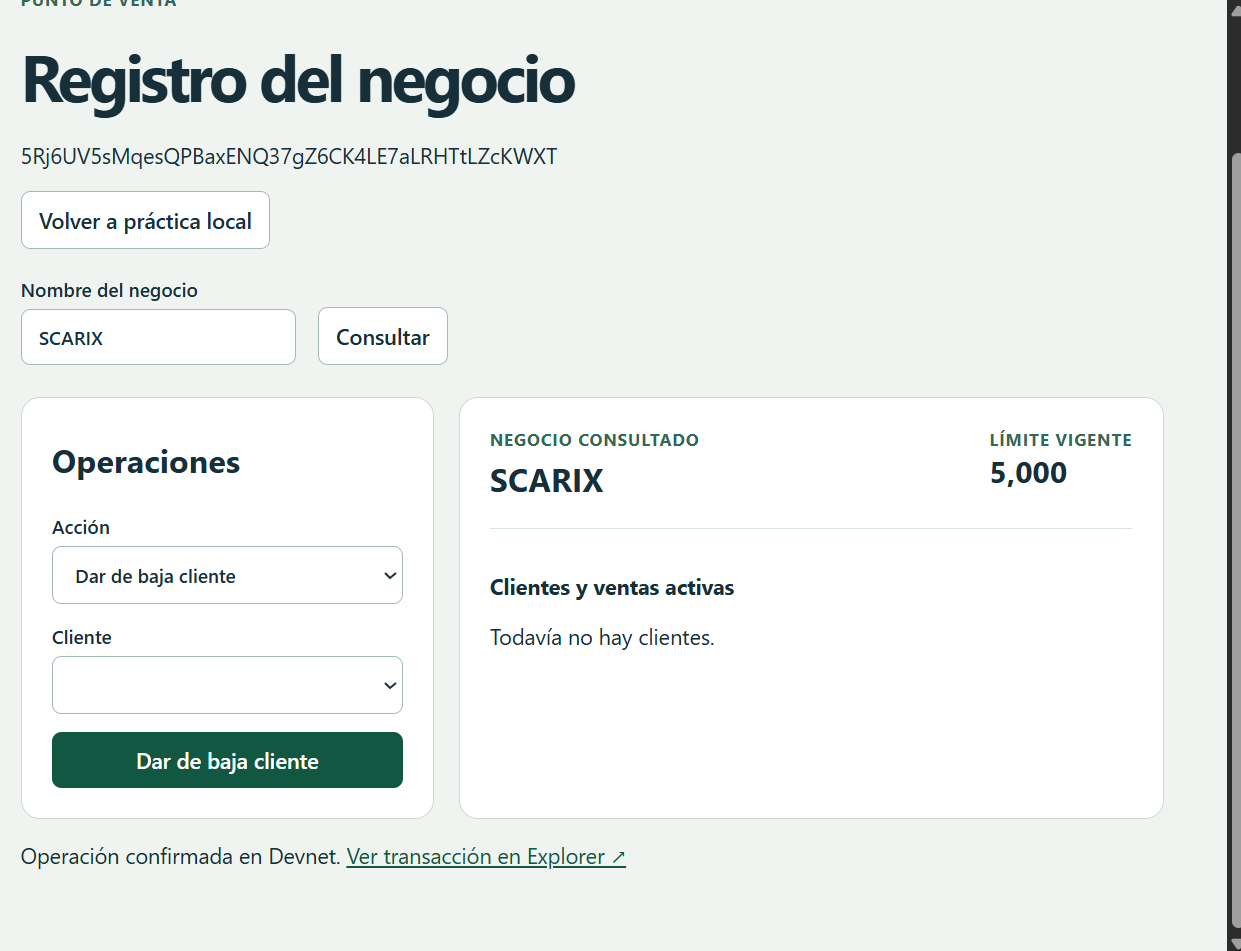 PUNTO DE VENTA
Registro del negocio
5Rj6UV5sMqesQPBaxENQ37gZ6CK4LE7aLRHTtLZcKWXT
Volver a práctica local
Nombre del negocio
SCARIX
Consultar
Operaciones
Acción
Dar de baja cliente
Cliente
Dar de baja cliente
NEGOCIO CONSULTADO
SCARIX
LÍMITE VIGENTE
5,000
Clientes y ventas activas
Todavía no hay clientes.
Operación confirmada en Devnet. Ver transacción en Explorer ↗